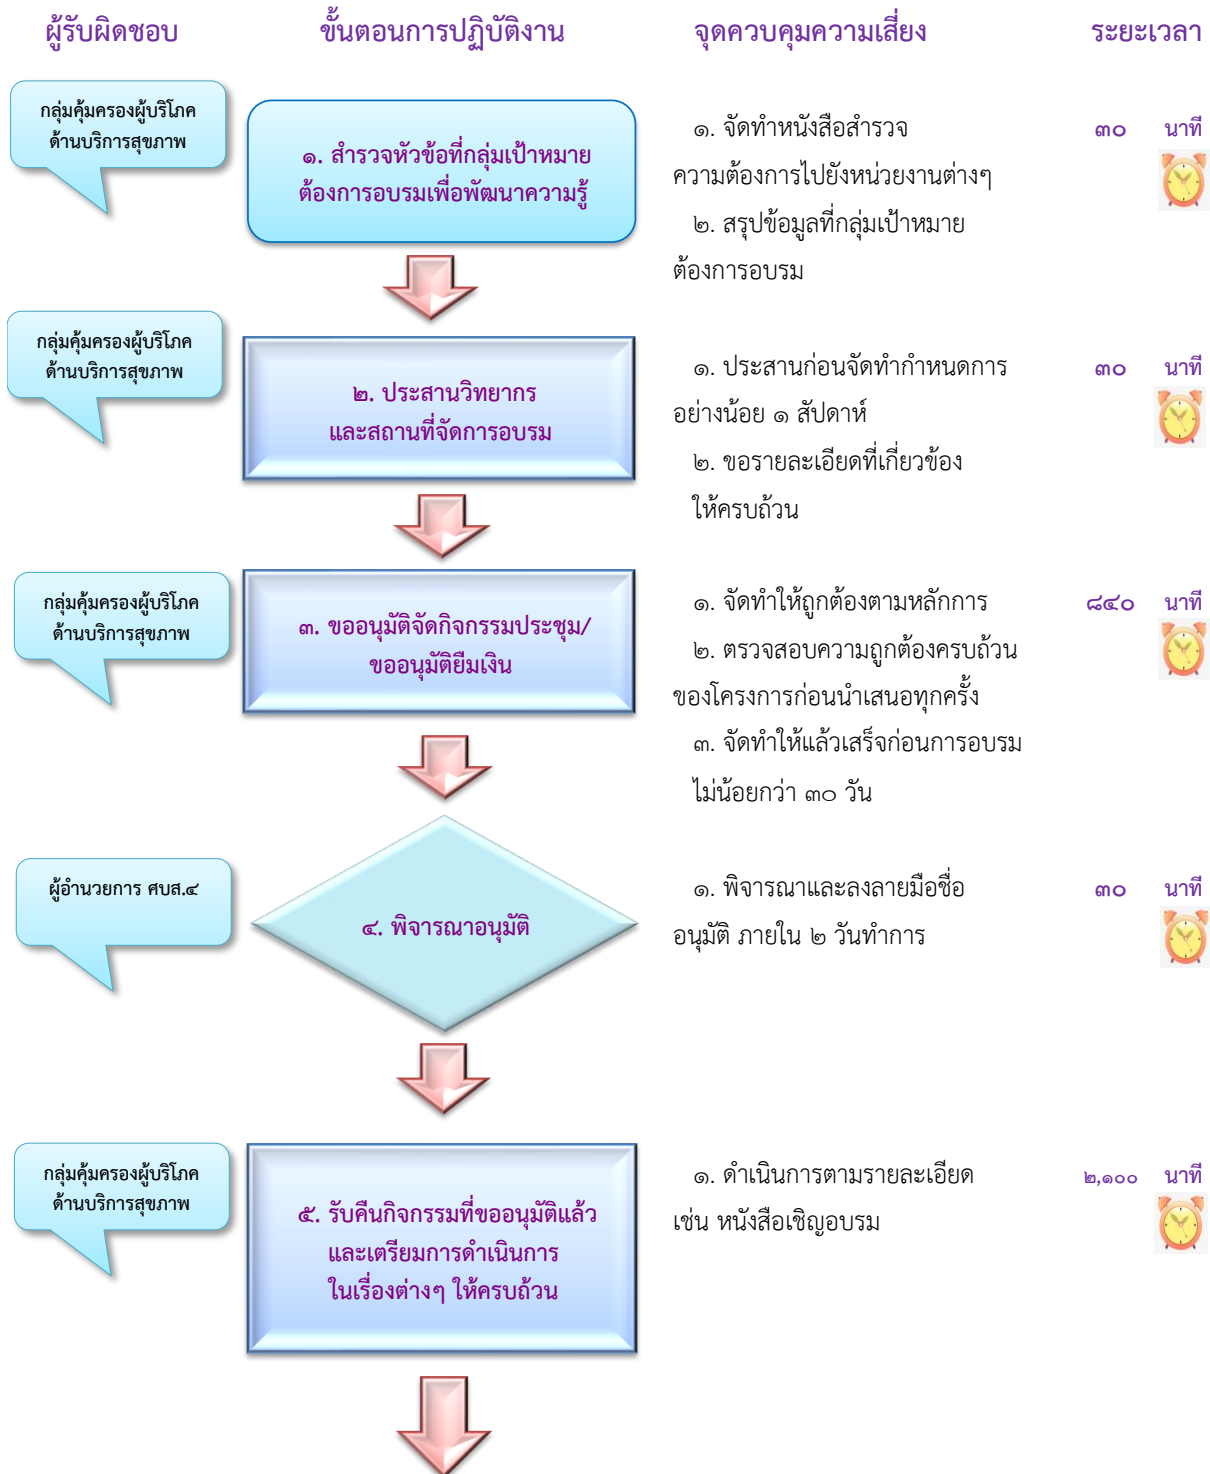 ผู้รับผิดชอบ ขั้นตอนการปฏิบัติงาน จุดควบคุมความเสี่ยง ระยะเวลา
กลุ่มคุ้มครองผู้บริโภค
ด้านบริการสุขภาพ
๑. สำรวจหัวข้อที่กลุ่มเป้าหมาย
ต้องการอบรมเพื่อพัฒนาความรู้
๑. จัดทำหนังสือสำรวจ
ความต้องการไปยังหน่วยงานต่างๆ
๒. สรุปข้อมูลที่กลุ่มเป้าหมาย
ต้องการอบรม
๓๐ นาที
กลุ่มคุ้มครองผู้บริโภค
ด้านบริการสุขภาพ
๒. ประสานวิทยากร
และสถานที่จัดการอบรม
๑. ประสานก่อนจัดทำกำหนดการ
อย่างน้อย ๑ สัปดาห์
๒. ขอรายละเอียดที่เกี่ยวข้อง
ให้ครบถ้วน
๓๐ นาที
กลุ่มคุ้มครองผู้บริโภค
ด้านบริการสุขภาพ
๓. ขออนุมัติจัดกิจกรรมประชุม/
ขออนุมัติยืมเงิน
๑. จัดทำให้ถูกต้องตามหลักการ
๒. ตรวจสอบความถูกต้องครบถ้วน
ของโครงการก่อนนำเสนอทุกครั้ง
๓. จัดทำให้แล้วเสร็จก่อนการอบรม
ไม่น้อยกว่า ๓๐ วัน
๘๔๐ นาที
ผู้อำนวยการ ศบส.๔
๔. พิจารณาอนุมัติ
๑. พิจารณาและลงลายมือชื่อ
อนุมัติ ภายใน ๒ วันทำการ
๓๐ นาที
กลุ่มคุ้มครองผู้บริโภค
ด้านบริการสุขภาพ
๕. รับคืนกิจกรรมที่ขออนุมัติแล้ว
และเตรียมการดำเนินการ
ในเรื่องต่างๆ ให้ครบถ้วน
๑. ดำเนินการตามรายละเอียด
เช่น หนังสือเชิญอบรม
๒,๑๐๐ นาที